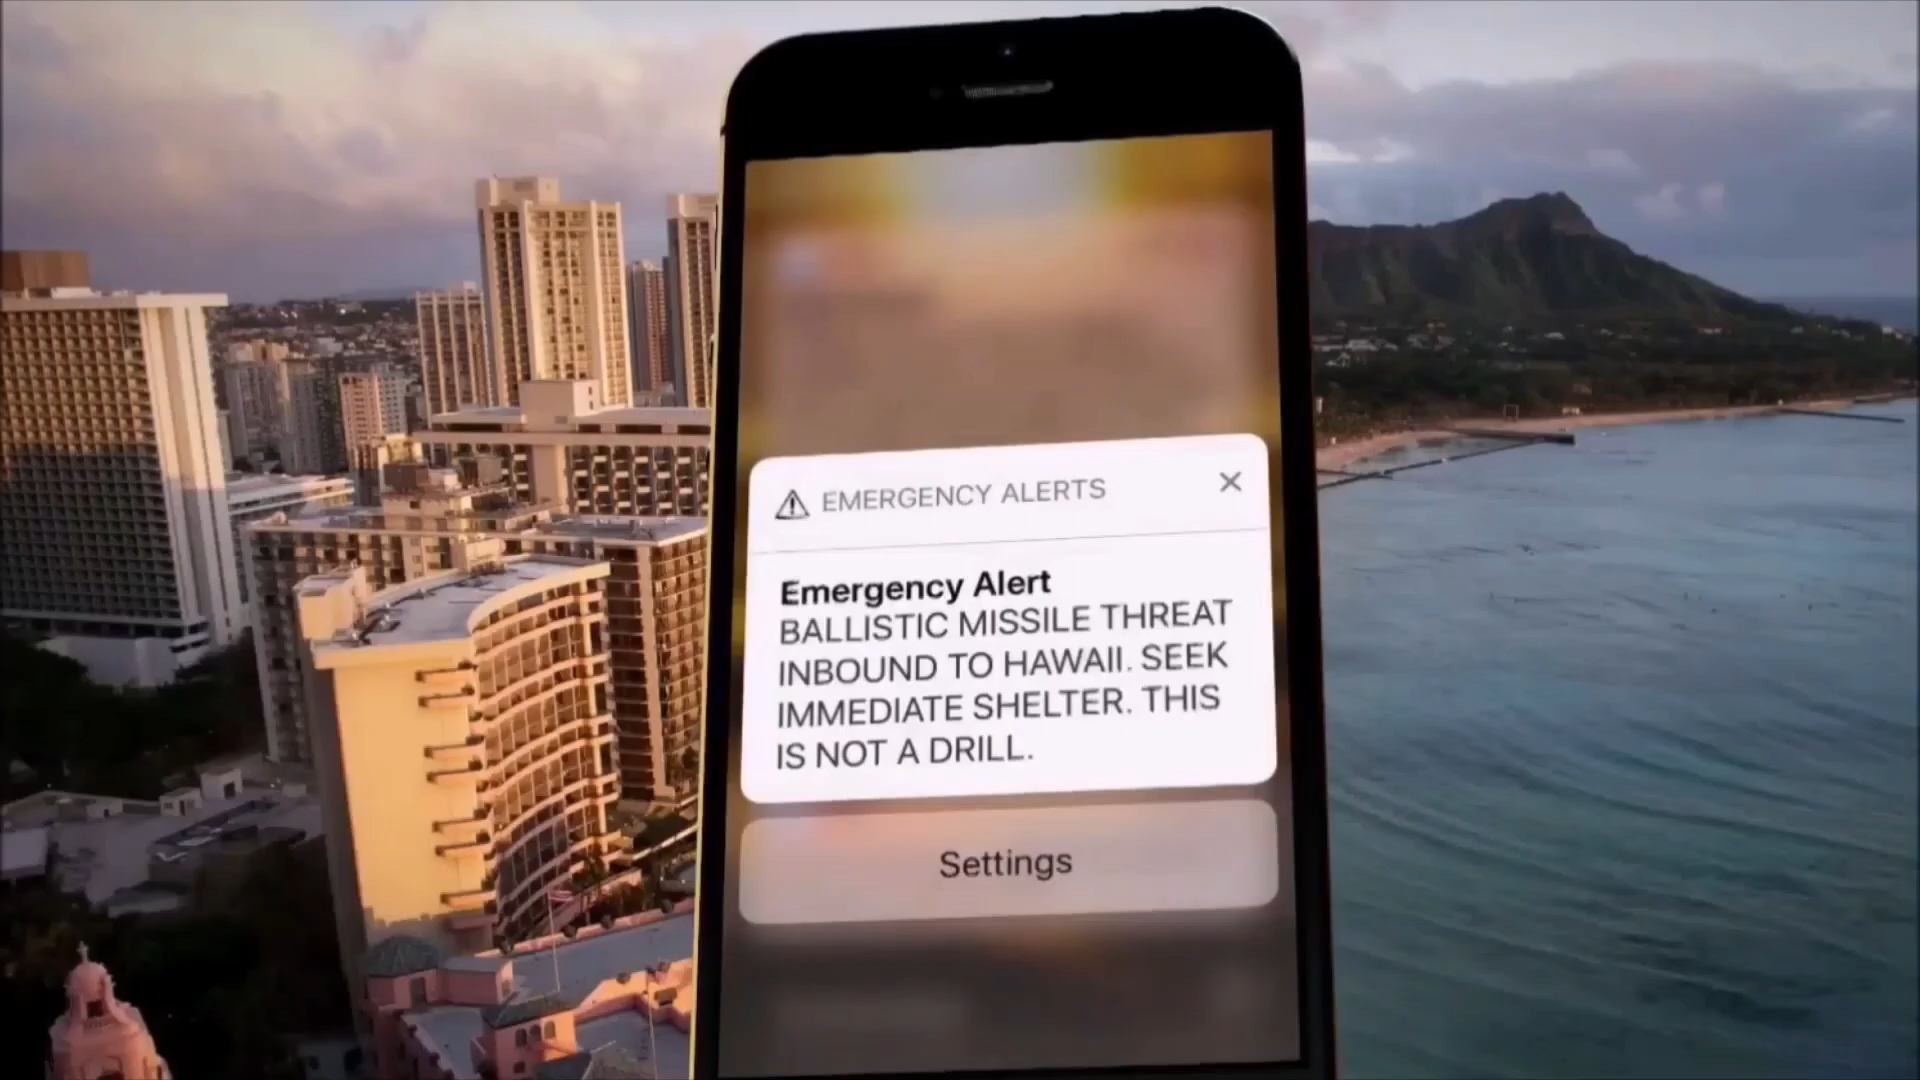 EMERGENCY ALERTS
Emergency Alert
BALLISTIC MISSILE THREAT
INBOUND TO HAWAII. SEEK
IMMEDIATE SHELTER. THIS
IS NOT A DRILL.
Settings